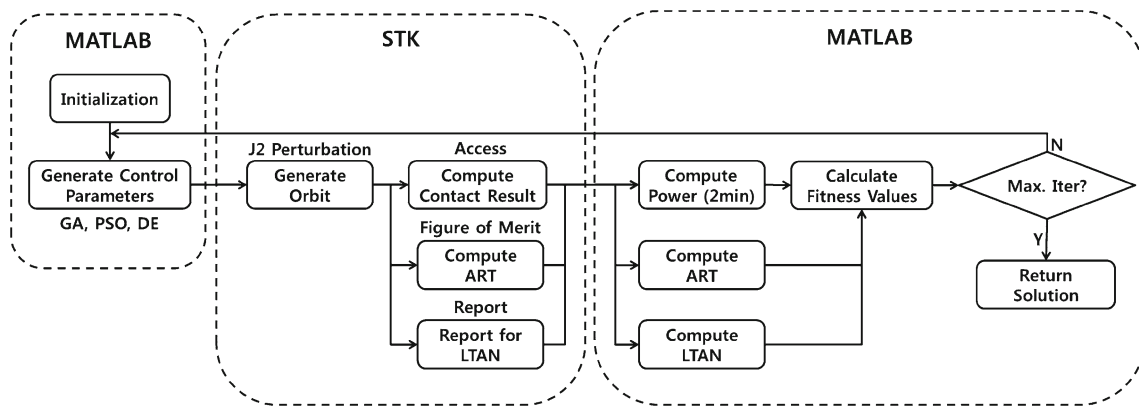 MATLAB
Initialization
Generate Control
Parameters
GA, PSO, DE
STK
J2 Perturbation
Generate
Orbit
Access
Compute
Contact Result
Figure of Merit
Compute
ART
Report
Report for
LTAN
MATLAB
Compute
Power (2min)
Compute
ART
Compute
LTAN
Calculate
Fitness Values
Max. Iter?
N
Y
Return
Solution